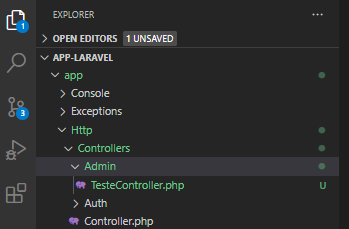 EXPLORER
OPEN EDITORS 1 UNSAVED
1
APP-LARAVEL
app
Console
Exceptions
3
Http
Controllers
Admin
TesteController.php U
Auth
Controller.php